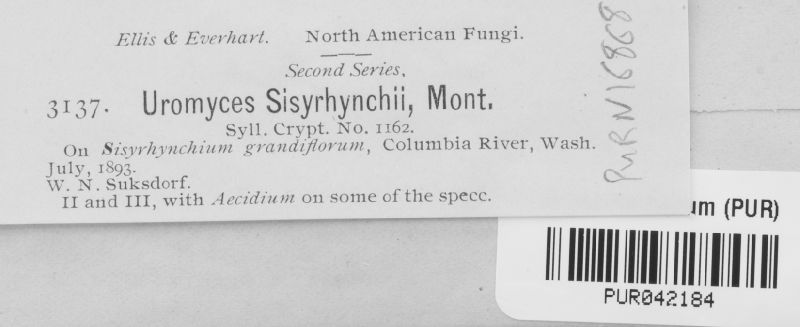 Ellis & Everhart. North American Fungi.
Second Series.
3137. Uromyces Sisyrhynchii, Mont.
Syll. Crypt. No. 1162.
On Sisyrhynchium grandiflorum, Columbia River, Wash.
July, 1893.
W. N. Suksdorf.
II and III, with Aecidium on some of the specc.
PUR N16868
(PUR)
PUR042184